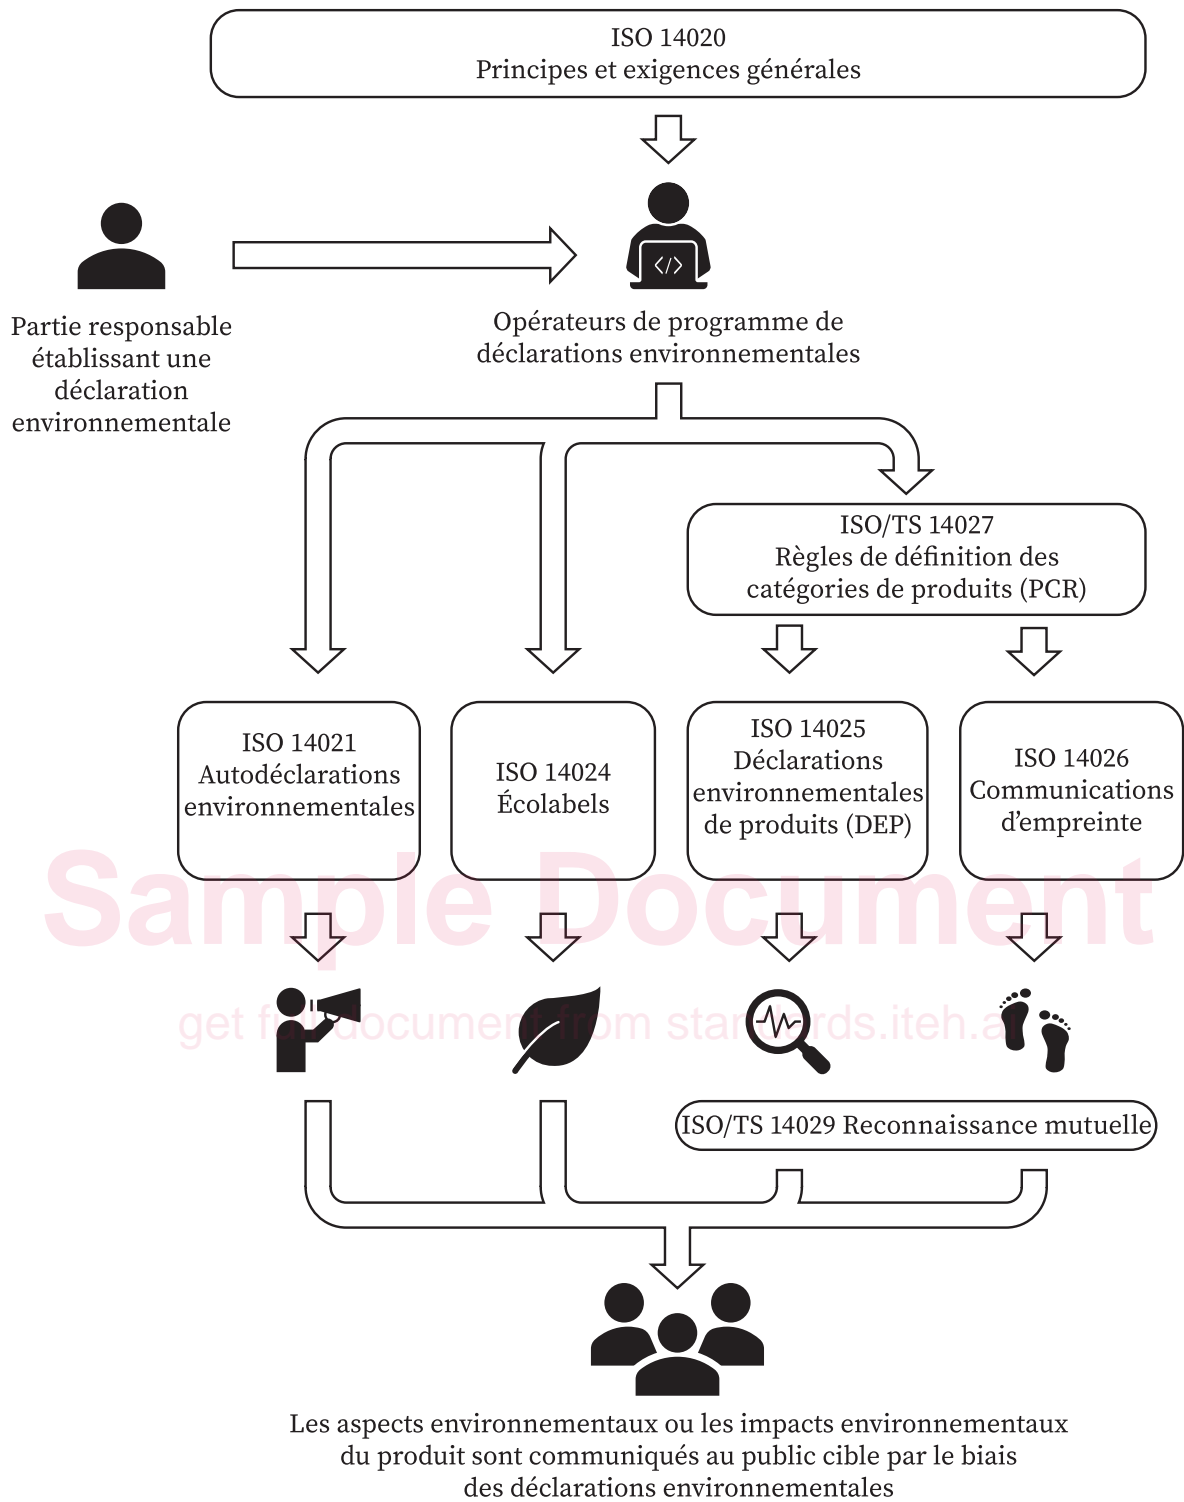 ISO 14020
Principes et exigences générales
Partie responsable
établissant une
déclaration
environnementale
Opérateurs de programme de
déclarations environnementales
ISO/TS 14027
Règles de définition des
catégories de produits (PCR)
ISO 14021
Autodéclarations
environnementales
ISO 14024
Écolabels
ISO 14025
Déclarations
environnementales
de produits (DEP)
ISO 14026
Communications
d’empreinte
Sample Document
get full document from standards.iteh.ai
ISO/TS 14029 Reconnaissance mutuelle
Les aspects environnementaux ou les impacts environnementaux
du produit sont communiqués au public cible par le biais
des déclarations environnementales